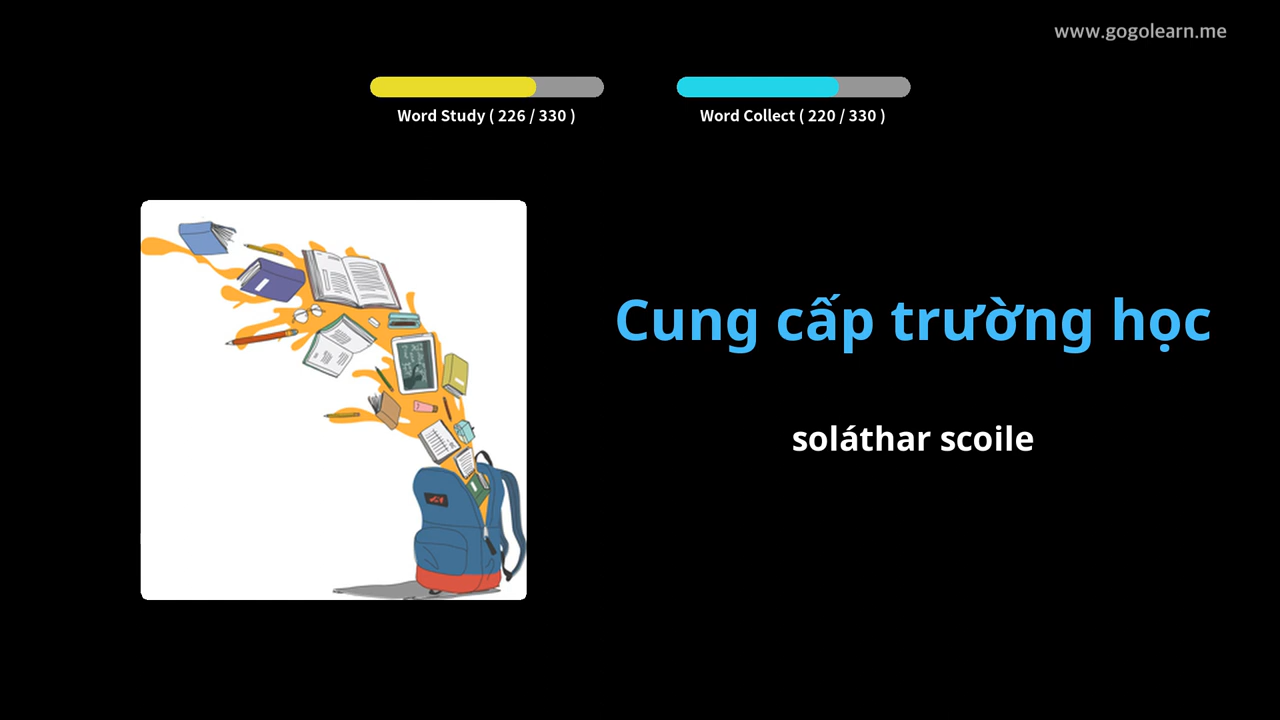 www.gogolearn.me
Word Study ( 226 / 330 )
Word Collect ( 220 / 330 )
Cung cấp trường học
soláthar scoile